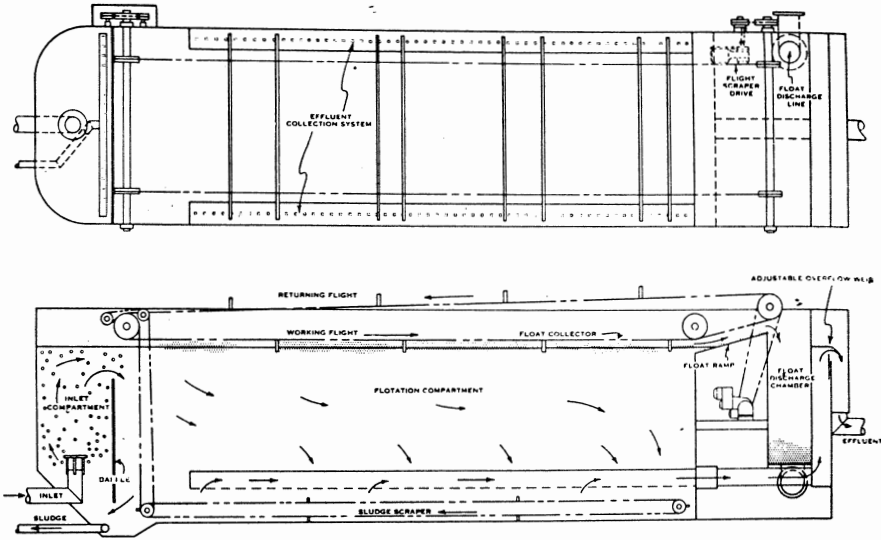 EFFLUENT
COLLECTION SYSTEM
FLIGHT
SCRAPER
DRIVE
FLOAT
DISCHARGE
LINE
ADJUSTABLE OVERFLOW WEIR
RETURNING FLIGHT
WORKING FLIGHT
FLOAT COLLECTOR
FLOAT RAMP
FLOAT
DISCHARGE
CHAMBER
FLOTATION COMPARTMENT
INLET
COMPARTMENT
EFFLUENT
BAFFLE
INLET
SLUDGE SCRAPER
SLUDGE